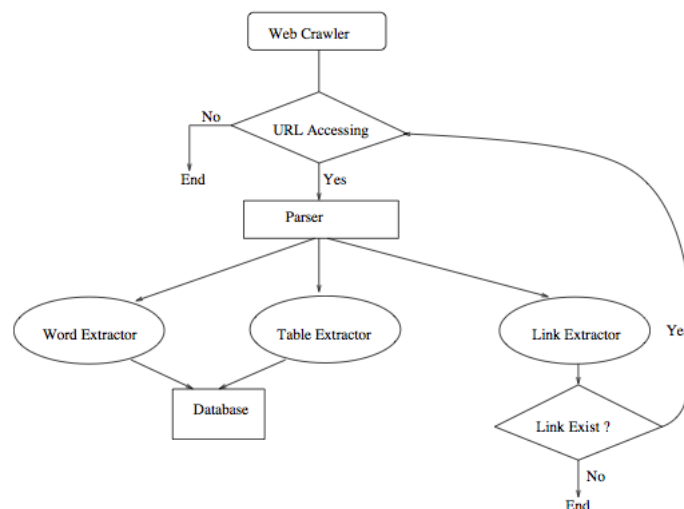 Web Crawler
No
URL Accessing
End
Yes
Parser
Word Extractor
Table Extractor
Link Extractor
Yes
Database
Link Exist ?
No
End